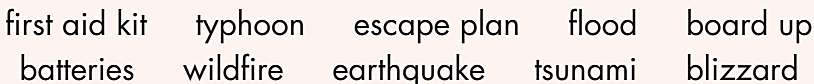 first aid kit typhoon escape plan flood board up
batteries wildfire earthquake tsunami blizzard